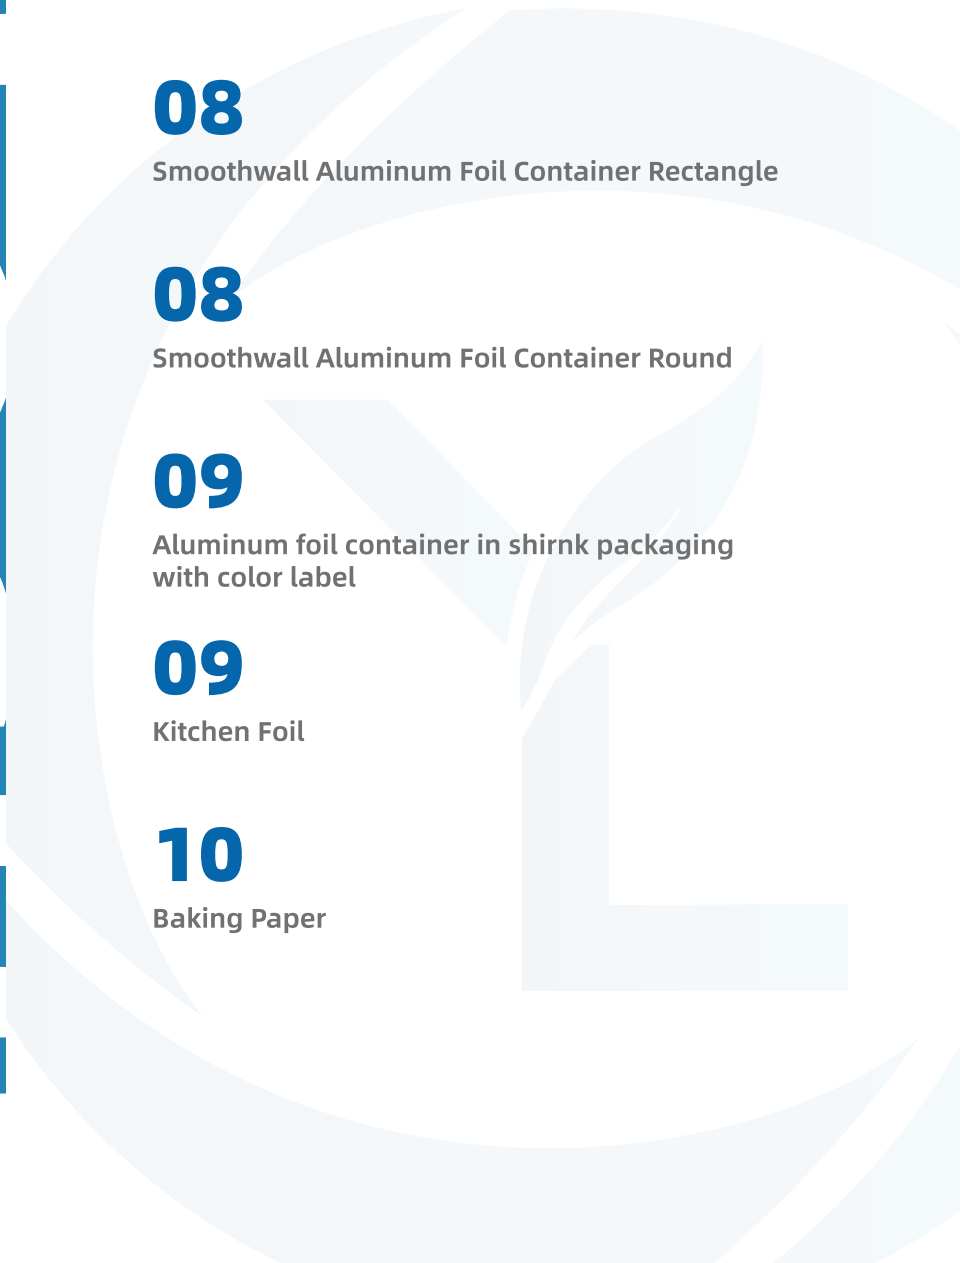 08
Smoothwall Aluminum Foil Container Rectangle
08
Smoothwall Aluminum Foil Container Round
09
Aluminum foil container in shirnk packaging
with color label
09
Kitchen Foil
10
Baking Paper